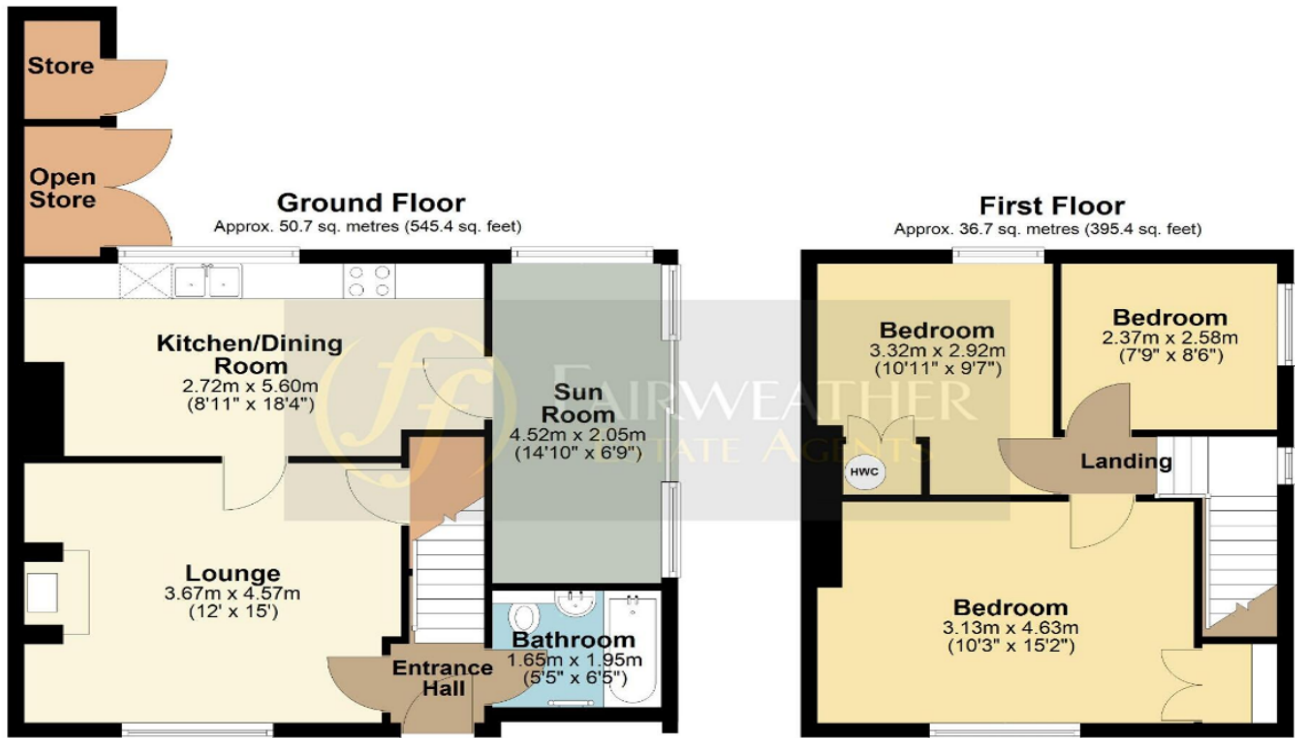 Store
Open
Store
Ground Floor
Approx. 50.7 sq. metres (545.4 sq. feet)
Kitchen/Dining
Room
2.72m x 5.60m
(8'11" x 18'4")
Sun
Room
4.52m x 2.05m
(14'10" x 6'9")
Lounge
3.67m x 4.57m
(12' x 15')
Entrance
Hall
Bathroom
1.65m x 1.95m
(5'5" x 6'5")
First Floor
Approx. 36.7 sq. metres (395.4 sq. feet)
Bedroom
3.32m x 2.92m
(10'11" x 9'7")
Bedroom
2.37m x 2.58m
(7'9" x 8'6")
HWC
Landing
Bedroom
3.13m x 4.63m
(10'3" x 15'2")
ff
FAIRWEATHER
ESTATE AGENTS